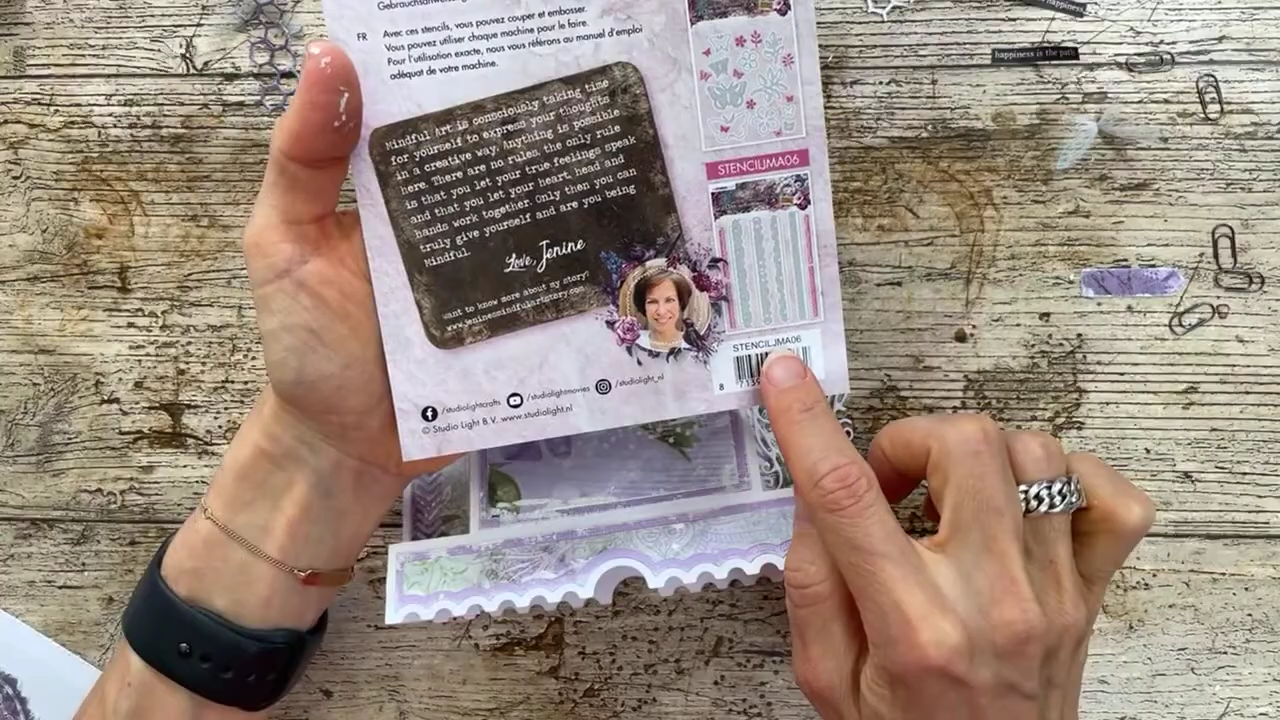 Gebrauchsanweisung
FR
Avec ces stencils, vous pouvez couper et embosser.
Vous pouvez utiliser chaque machine pour le faire.
Pour l'utilisation exacte, nous vous référons au manuel d'emploi
adéquat de votre machine.
Mindful Art is consciously taking time
for yourself to express your thoughts
in a creative way. Anything is possible
here. There are no rules, the only rule
is that you let your true feelings speak
and that you let your heart, head and
hands work together. Only then you can
truly give yourself and are you being
Mindful.
Love, Jenine
want to know more about my story?
www.jeninesmindfulartstory.com
/studiolightcrafts /studiolightmovies /studiolight_nl
© Studio Light B.V. www.studiolight.nl
STENCILJMA06
STENCILJMA06
8
happiness
happiness is the path